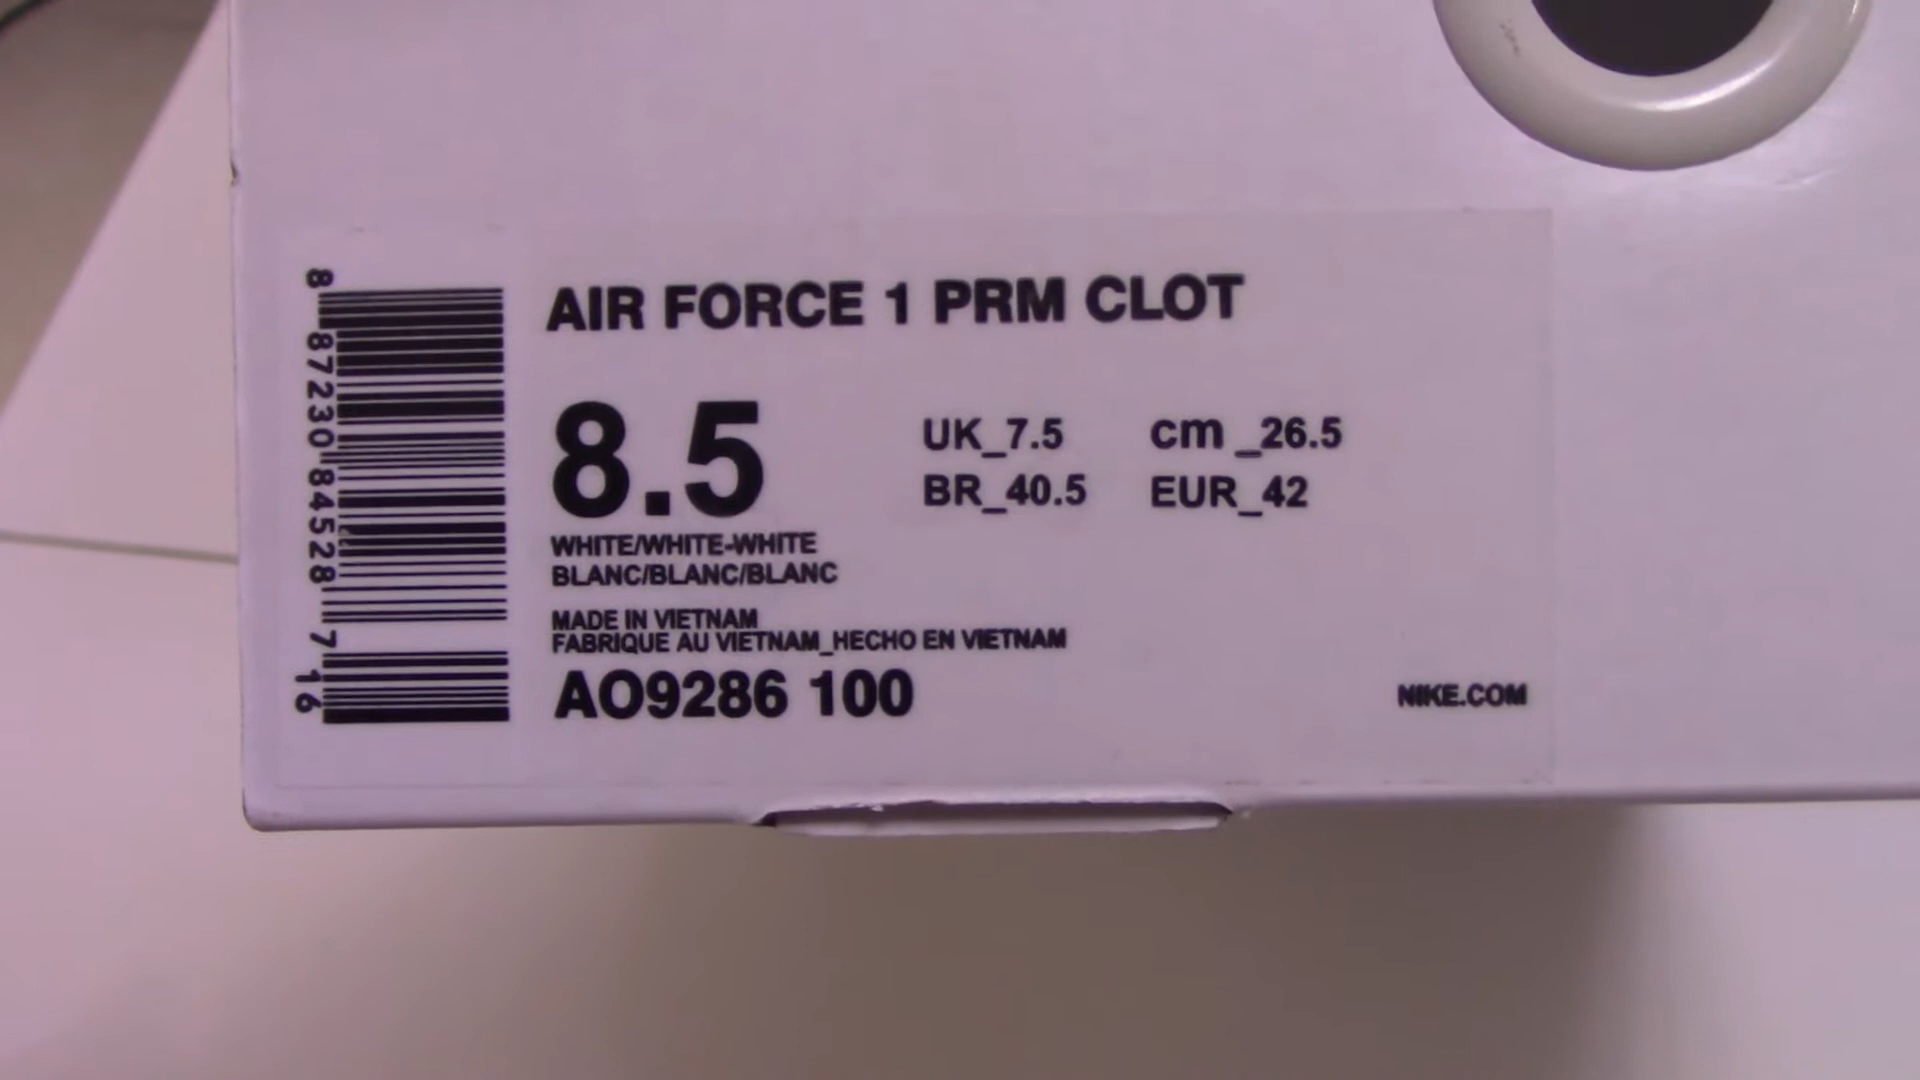 AIR FORCE 1 PRM CLOT
8.5
UK_7.5 cm _26.5
BR_40.5 EUR_42
WHITE/WHITE-WHITE
BLANC/BLANC/BLANC
MADE IN VIETNAM
FABRIQUE AU VIETNAM_HECHO EN VIETNAM
AO9286 100
NIKE.COM
8 87230 84528 7 16